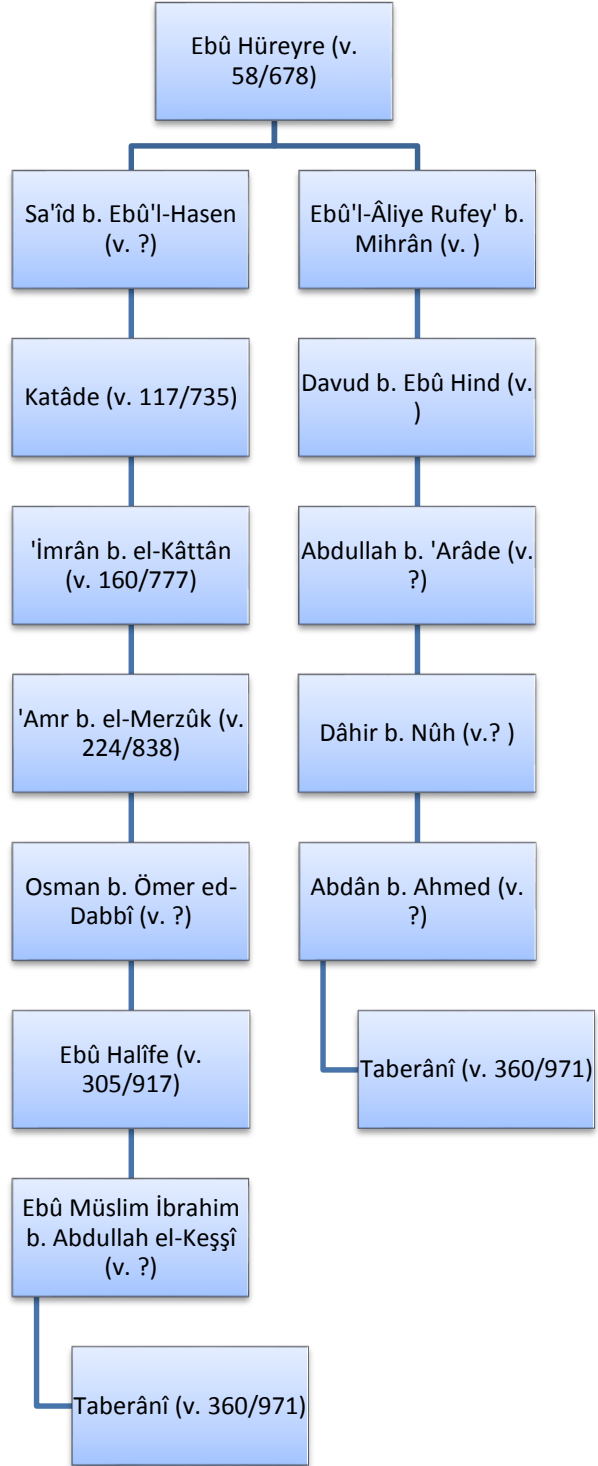 Ebû Hüreyre (v.
58/678)
Sa'îd b. Ebû'l-Hasen
(v. ?)
Katâde (v. 117/735)
'İmrân b. el-Kâttân
(v. 160/777)
'Amr b. el-Merzûk (v.
224/838)
Osman b. Ömer ed-
Dabbî (v. ?)
Ebû Halîfe (v.
305/917)
Ebû Müslim İbrahim
b. Abdullah el-Keşşî
(v. ?)
Taberânî (v. 360/971)
Ebû'l-Âliye Rufey' b.
Mihrân (v. )
Davud b. Ebû Hind (v.
)
Abdullah b. 'Arâde (v.
?)
Dâhir b. Nûh (v.? )
Abdân b. Ahmed (v.
?)
Taberânî (v. 360/971)